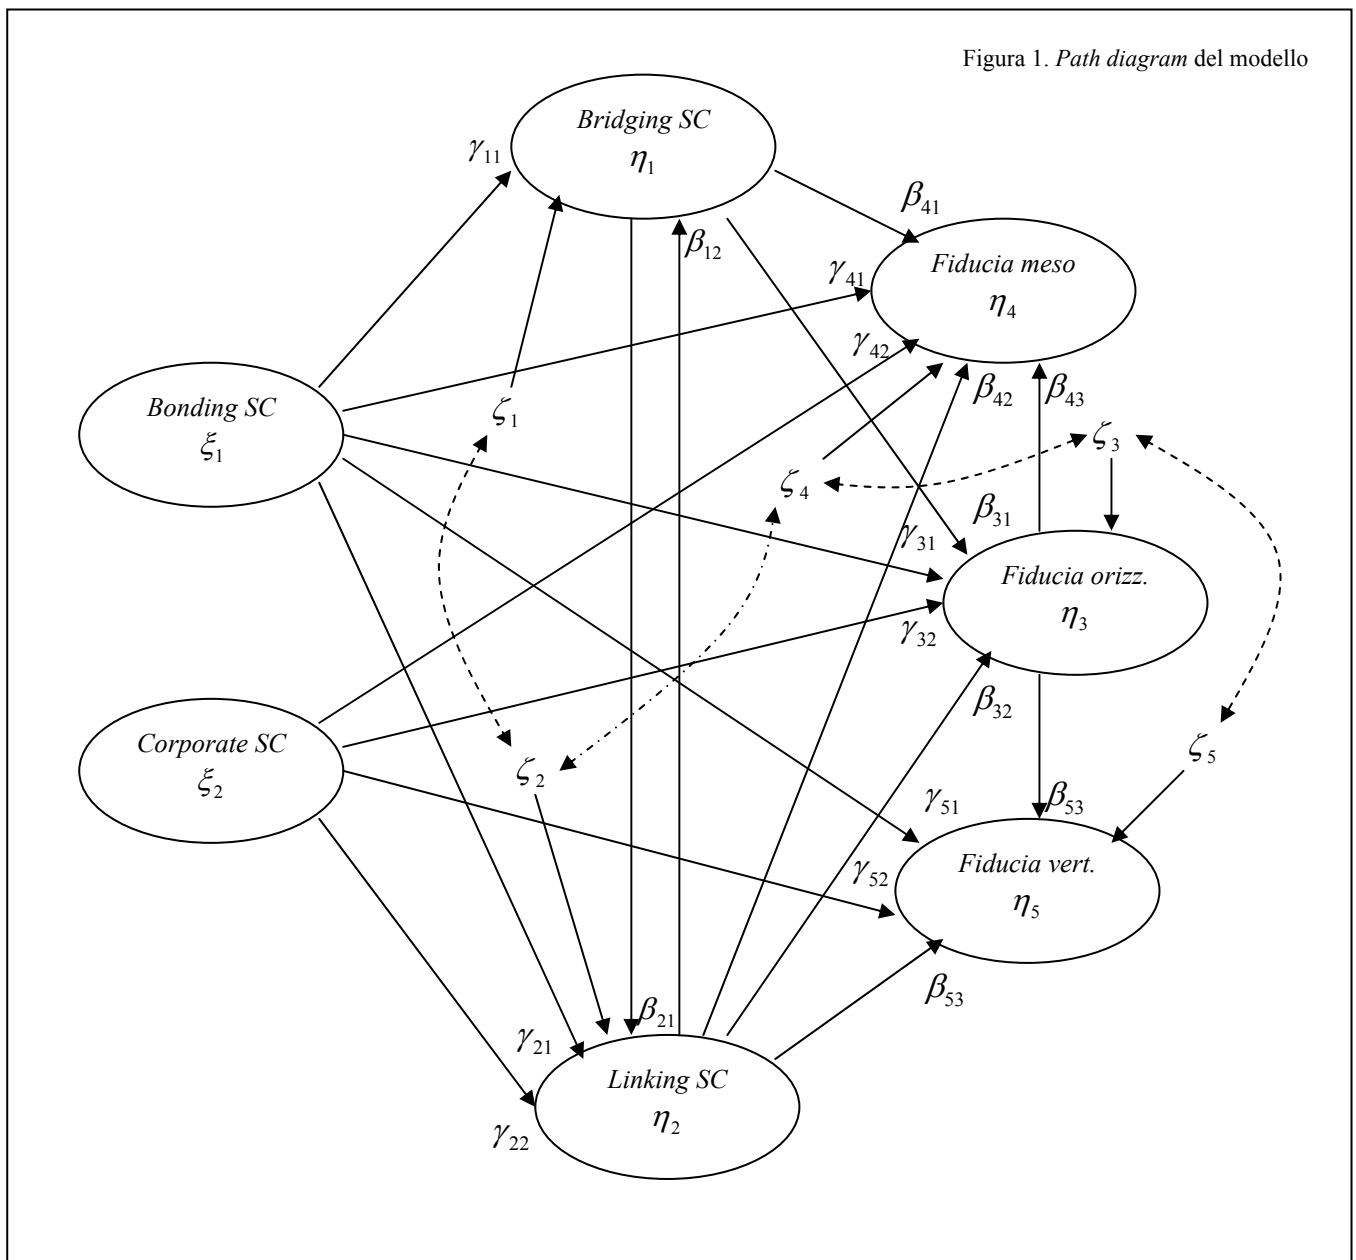 Figura 1. Path diagram del modello
Bridging SC
η1
γ11
β41
β12
Fiducia meso
η4
γ41
γ42
β42
β43
Bonding SC
ξ1
ζ1
ζ3
ζ4
β31
γ31
Fiducia orizz.
η3
γ32
β32
Corporate SC
ξ2
ζ2
ζ5
γ51
β53
γ52
Fiducia vert.
η5
β53
β21
γ21
Linking SC
η2
γ22